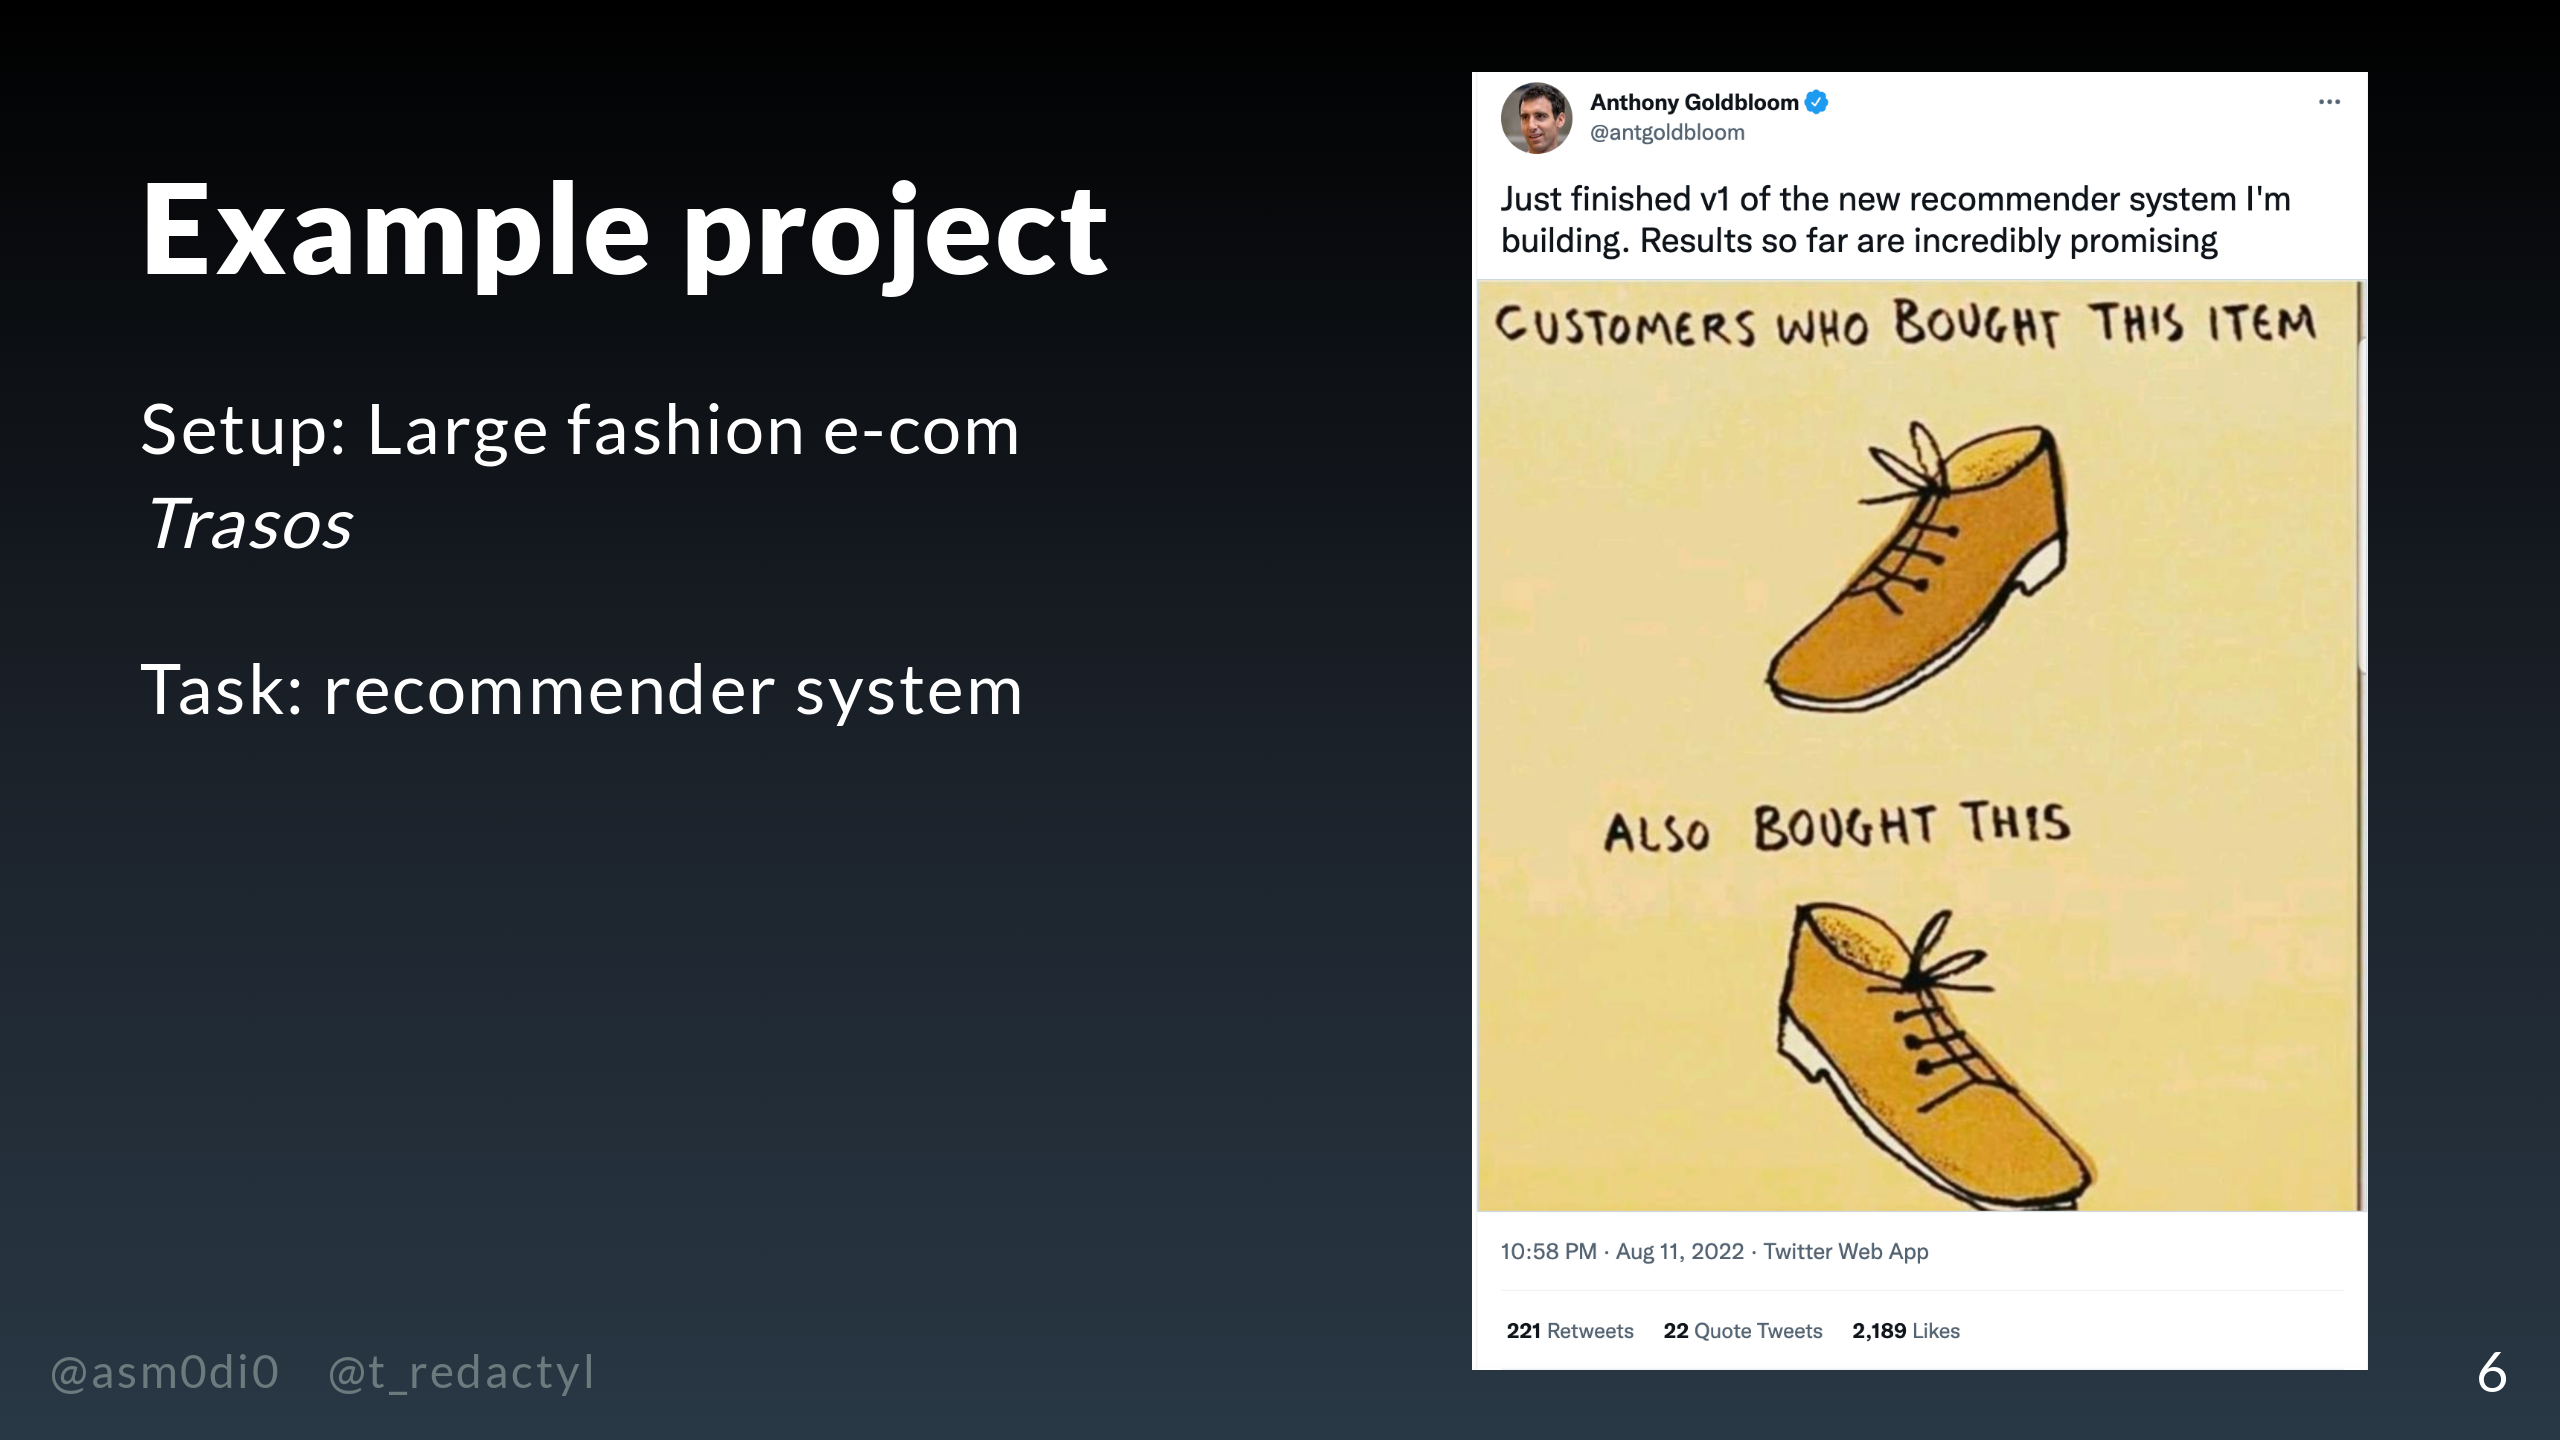 Example project
Setup: Large fashion e-com
Trasos
Task: recommender system
Anthony Goldbloom
@antgoldbloom
Just finished v1 of the new recommender system I'm
building. Results so far are incredibly promising
CUSTOMERS WHO BOUGHT THIS ITEM
ALSO BOUGHT THIS
10:58 PM · Aug 11, 2022 · Twitter Web App
221 Retweets 22 Quote Tweets 2,189 Likes
@asm0di0 @t_redactyl
6